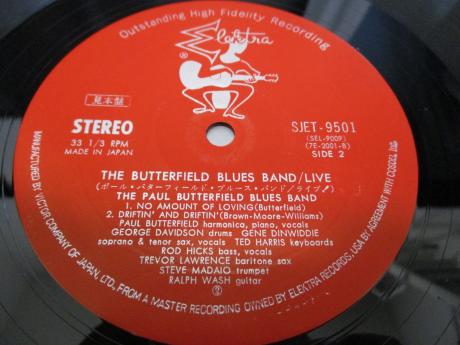 Outstanding High Fidelity Recording
Elektra
®
見本盤
STEREO
33 1/3 RPM
MADE IN JAPAN
SJET-9501
(SEL-9009)
(7E-2001-B)
SIDE 2
THE BUTTERFIELD BLUES BAND/LIVE
(ポール・バターフィールド・ブルース・バンド/ライブ!)
THE PAUL BUTTERFIELD BLUES BAND
1. NO AMOUNT OF LOVING(Butterfield)
2. DRIFTIN' AND DRIFTIN'(Brown-Moore-Williams)
PAUL BUTTERFIELD harmonica, piano, vocals
GEORGE DAVIDSON drums GENE DINWIDDIE
soprano & tenor sax, vocals TED HARRIS keyboards
ROD HICKS bass, vocals
TREVOR LAWRENCE baritone sax
STEVE MADAIO trumpet
RALPH WASH guitar
MANUFACTURED BY VICTOR COMPANY OF JAPAN, LTD., FROM A MASTER RECORDING OWNED BY ELEKTRA RECORDS, USA BY AGREEMENT WITH COSDEL INC.